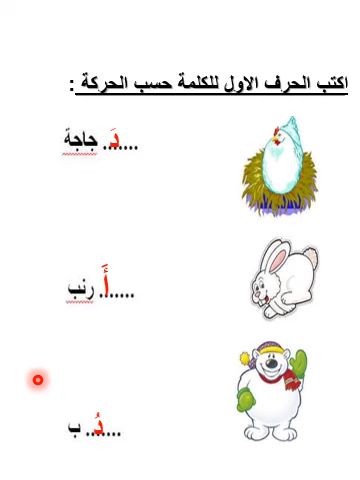 اكتب الحرف الاول للكلمة حسب الحركة :
دَ....... جاجة
أَ...... رنب
دُ....... ب